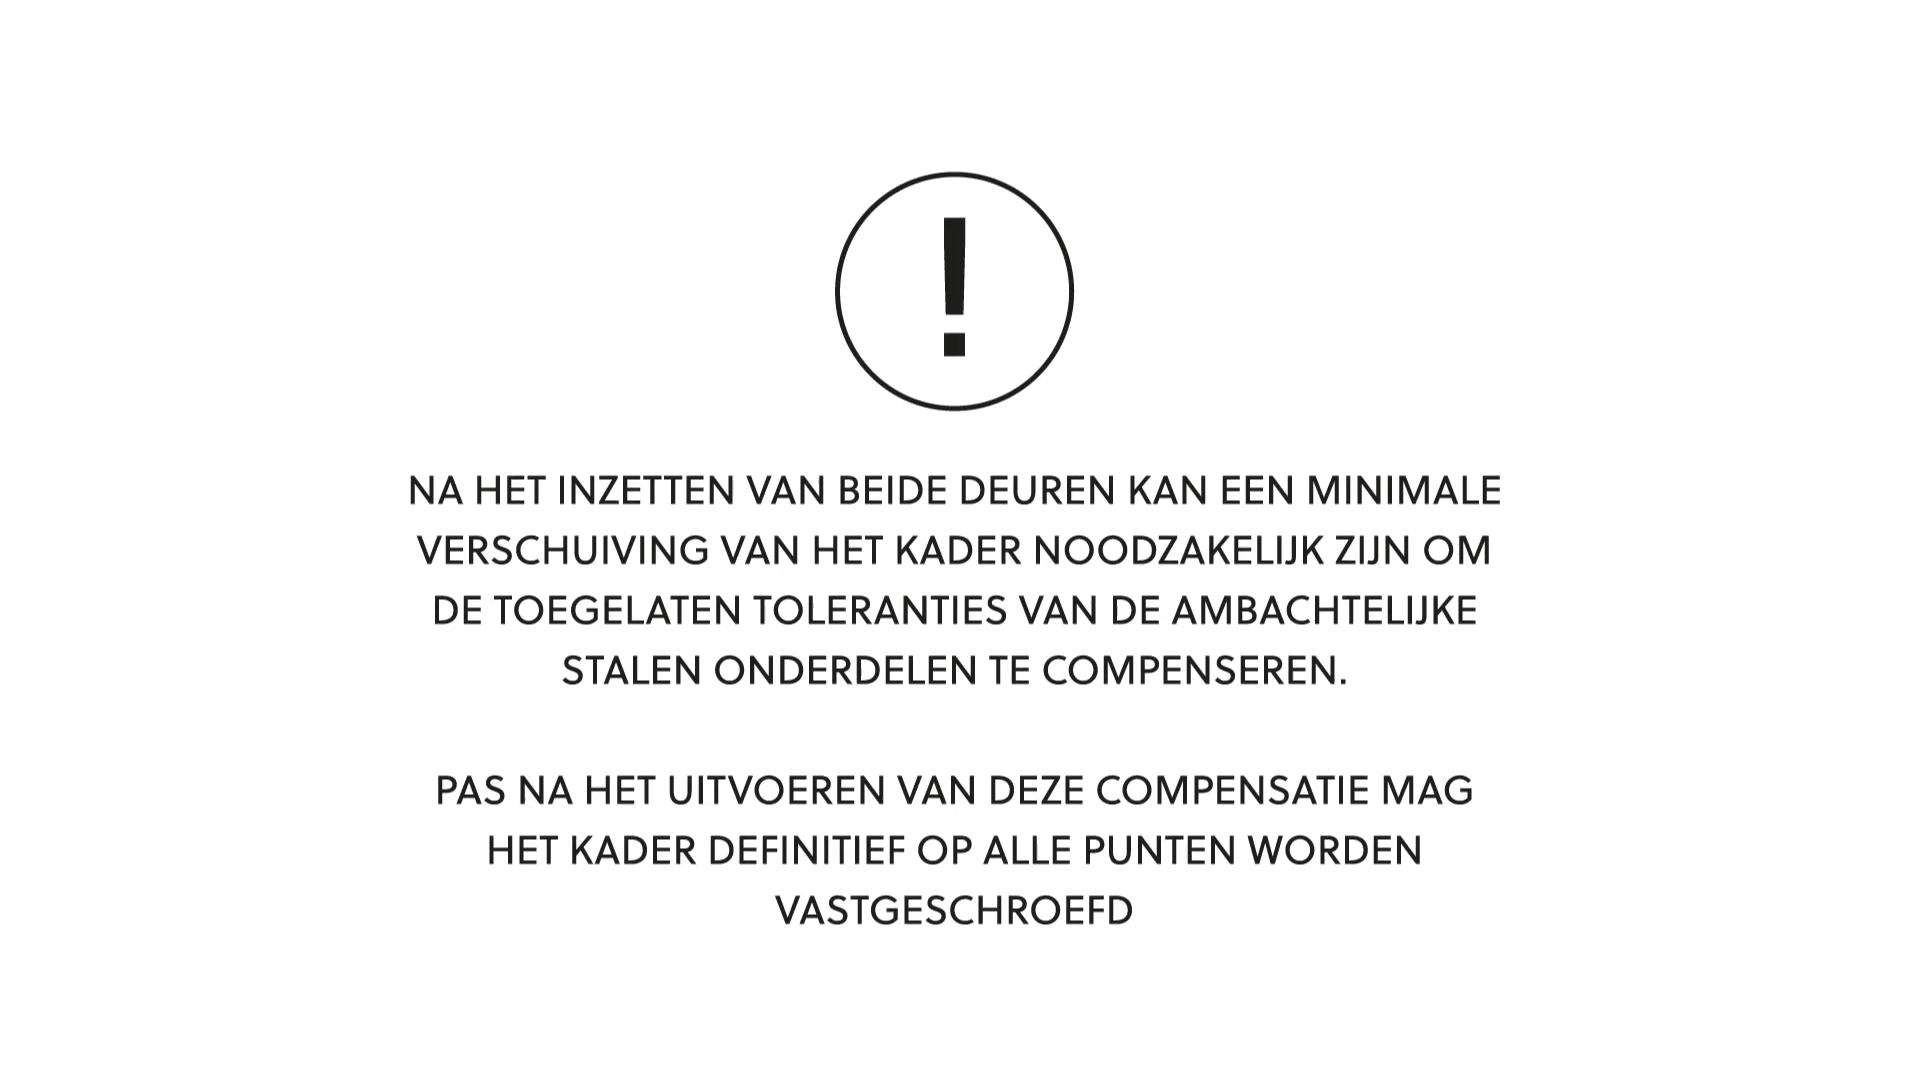 NA HET INZETTEN VAN BEIDE DEUREN KAN EEN MINIMALE
VERSCHUIVING VAN HET KADER NOODZAKELIJK ZIJN OM
DE TOEGELATEN TOLERANTIES VAN DE AMBACHTELIJKE
STALEN ONDERDELEN TE COMPENSEREN.
PAS NA HET UITVOEREN VAN DEZE COMPENSATIE MAG
HET KADER DEFINITIEF OP ALLE PUNTEN WORDEN
VASTGESCHROEFD